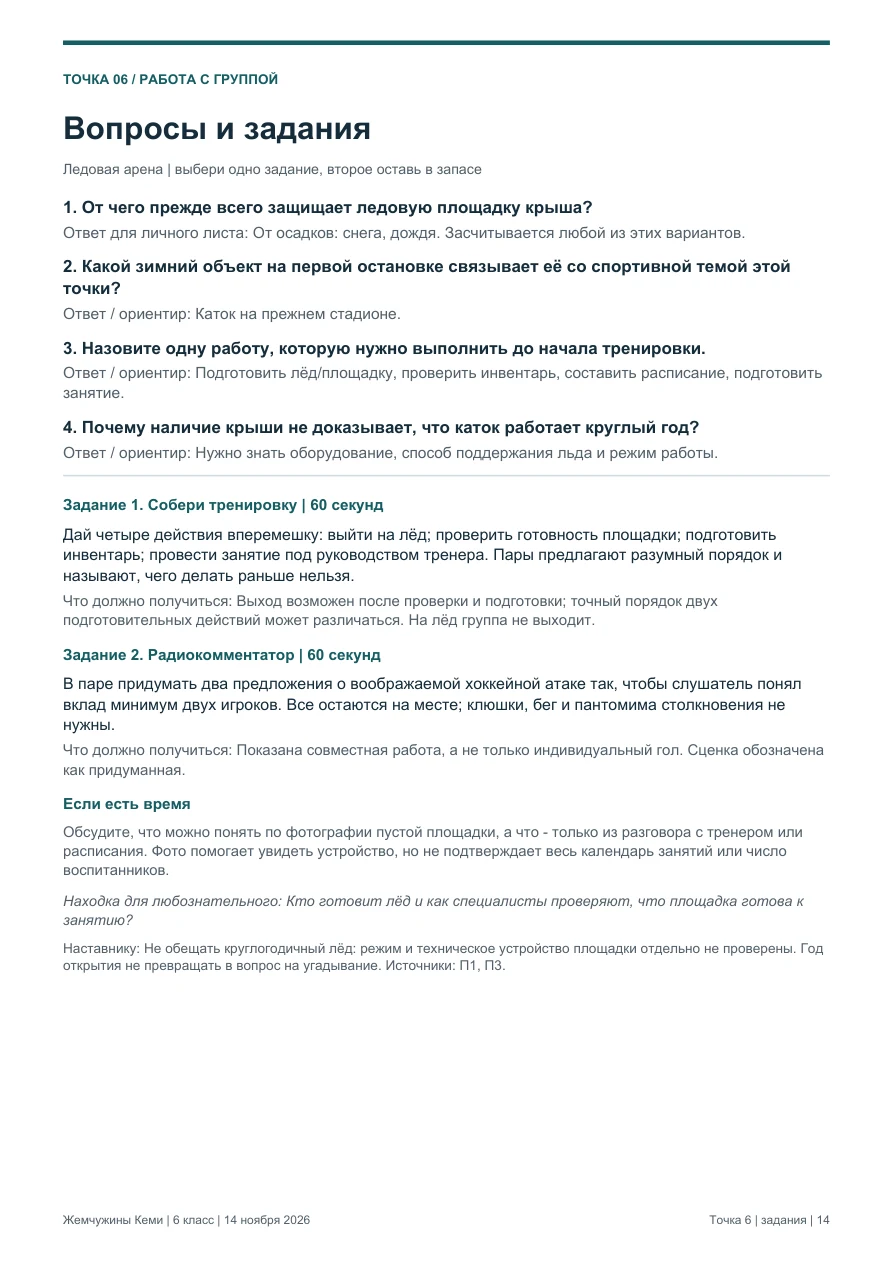 ТОЧКА 06 / РАБОТА С ГРУППОЙ
Вопросы и задания
Ледовая арена | выбери одно задание, второе оставь в запасе
1. От чего прежде всего защищает ледовую площадку крыша?
Ответ для личного листа: От осадков: снега, дождя. Засчитывается любой из этих вариантов.
2. Какой зимний объект на первой остановке связывает её со спортивной темой этой
точки?
Ответ / ориентир: Каток на прежнем стадионе.
3. Назовите одну работу, которую нужно выполнить до начала тренировки.
Ответ / ориентир: Подготовить лёд/площадку, проверить инвентарь, составить расписание, подготовить
занятие.
4. Почему наличие крыши не доказывает, что каток работает круглый год?
Ответ / ориентир: Нужно знать оборудование, способ поддержания льда и режим работы.
Задание 1. Собери тренировку | 60 секунд
Дай четыре действия вперемешку: выйти на лёд; проверить готовность площадки; подготовить
инвентарь; провести занятие под руководством тренера. Пары предлагают разумный порядок и
называют, чего делать раньше нельзя.
Что должно получиться: Выход возможен после проверки и подготовки; точный порядок двух
подготовительных действий может различаться. На лёд группа не выходит.
Задание 2. Радиокомментатор | 60 секунд
В паре придумать два предложения о воображаемой хоккейной атаке так, чтобы слушатель понял
вклад минимум двух игроков. Все остаются на месте; клюшки, бег и пантомима столкновения не
нужны.
Что должно получиться: Показана совместная работа, а не только индивидуальный гол. Сценка обозначена
как придуманная.
Если есть время
Обсудите, что можно понять по фотографии пустой площадки, а что - только из разговора с тренером или
расписания. Фото помогает увидеть устройство, но не подтверждает весь календарь занятий или число
воспитанников.
Находка для любознательного: Кто готовит лёд и как специалисты проверяют, что площадка готова к
занятию?
Наставнику: Не обещать круглогодичный лёд: режим и техническое устройство площадки отдельно не проверены. Год
открытия не превращать в вопрос на угадывание. Источники: П1, П3.
Жемчужины Кеми | 6 класс | 14 ноября 2026
Точка 6 | задания | 14